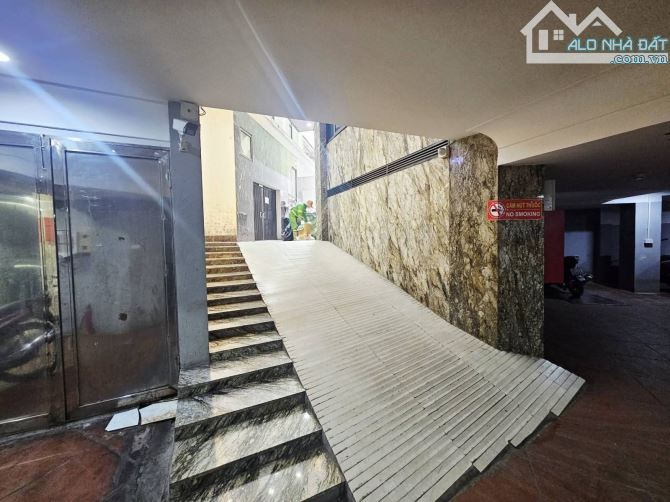 ALO NHÀ ĐẤT
.com.vn
CẤM HÚT THUỐC
NO SMOKING